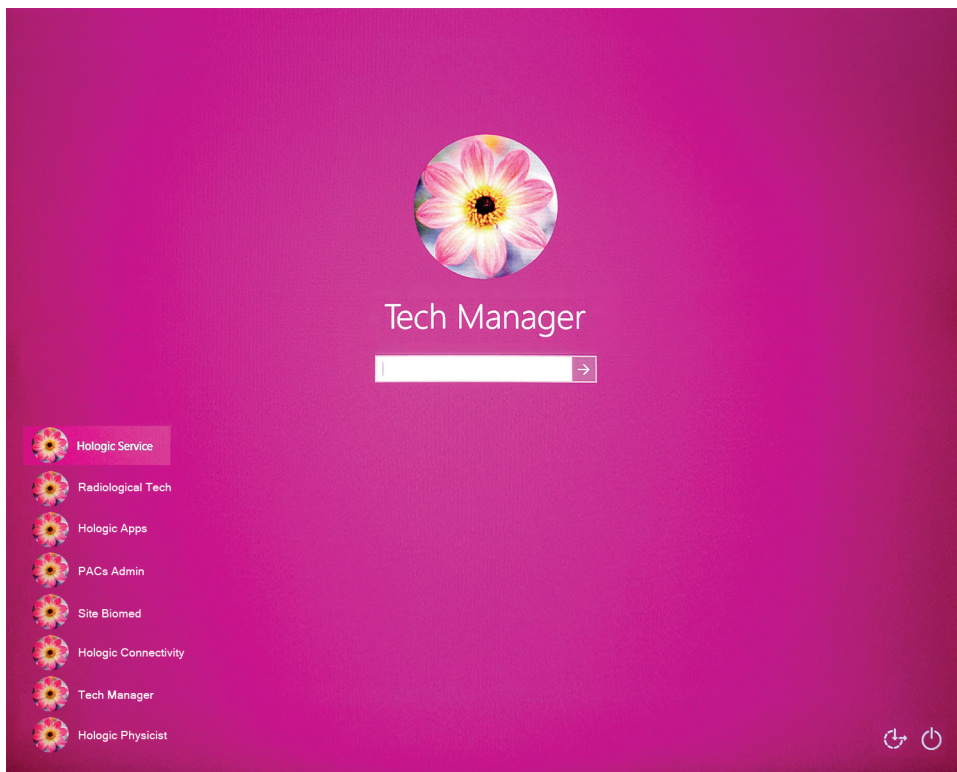 Tech Manager
Hologic Service
Radiological Tech
Hologic Apps
PACs Admin
Site Biomed
Hologic Connectivity
Tech Manager
Hologic Physicist